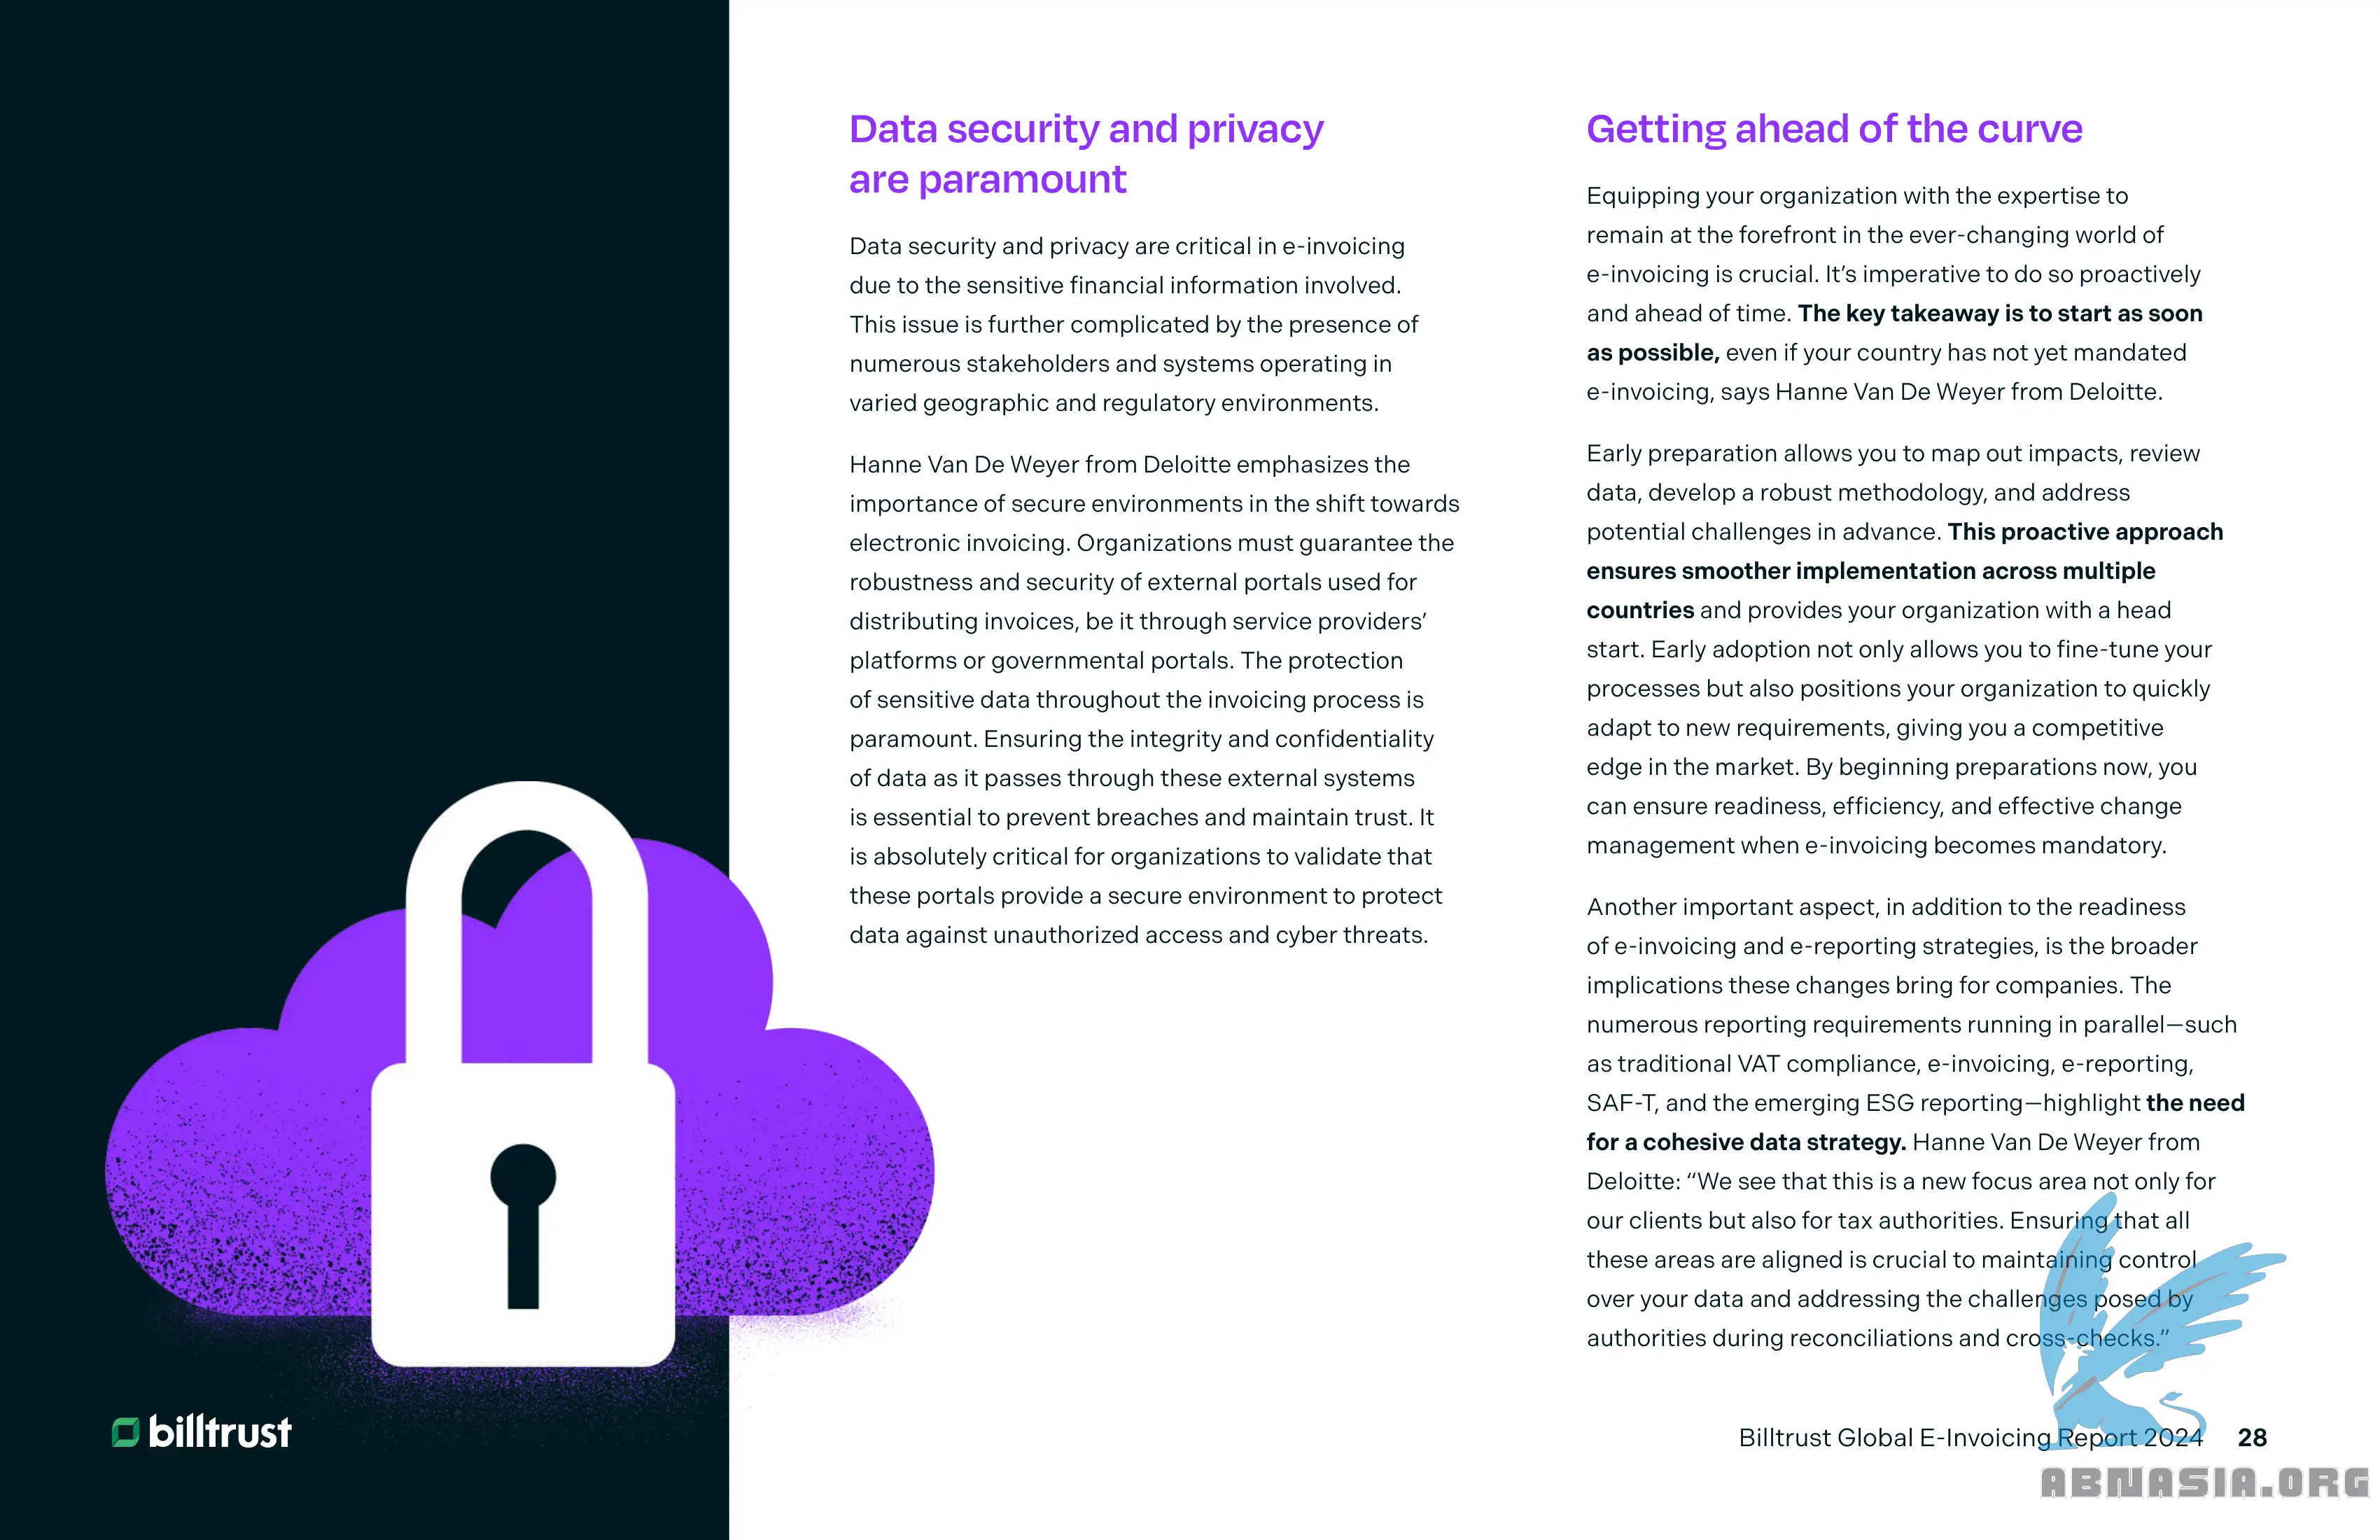 Data security and privacy
are paramount
Data security and privacy are critical in e-invoicing
due to the sensitive financial information involved.
This issue is further complicated by the presence of
numerous stakeholders and systems operating in
varied geographic and regulatory environments.
Hanne Van De Weyer from Deloitte emphasizes the
importance of secure environments in the shift towards
electronic invoicing. Organizations must guarantee the
robustness and security of external portals used for
distributing invoices, be it through service providers’
platforms or governmental portals. The protection
of sensitive data throughout the invoicing process is
paramount. Ensuring the integrity and confidentiality
of data as it passes through these external systems
is essential to prevent breaches and maintain trust. It
is absolutely critical for organizations to validate that
these portals provide a secure environment to protect
data against unauthorized access and cyber threats.
Getting ahead of the curve
Equipping your organization with the expertise to
remain at the forefront in the ever-changing world of
e-invoicing is crucial. It’s imperative to do so proactively
and ahead of time. The key takeaway is to start as soon
as possible, even if your country has not yet mandated
e-invoicing, says Hanne Van De Weyer from Deloitte.
Early preparation allows you to map out impacts, review
data, develop a robust methodology, and address
potential challenges in advance. This proactive approach
ensures smoother implementation across multiple
countries and provides your organization with a head
start. Early adoption not only allows you to fine-tune your
processes but also positions your organization to quickly
adapt to new requirements, giving you a competitive
edge in the market. By beginning preparations now, you
can ensure readiness, efficiency, and effective change
management when e-invoicing becomes mandatory.
Another important aspect, in addition to the readiness
of e-invoicing and e-reporting strategies, is the broader
implications these changes bring for companies. The
numerous reporting requirements running in parallel—such
as traditional VAT compliance, e-invoicing, e-reporting,
SAF-T, and the emerging ESG reporting—highlight the need
for a cohesive data strategy. Hanne Van De Weyer from
Deloitte: “We see that this is a new focus area not only for
our clients but also for tax authorities. Ensuring that all
these areas are aligned is crucial to maintaining control
over your data and addressing the challenges posed by
authorities during reconciliations and cross-checks.”
billtrust
Billtrust Global E-Invoicing Report 2024 28
ABNASIA.ORG